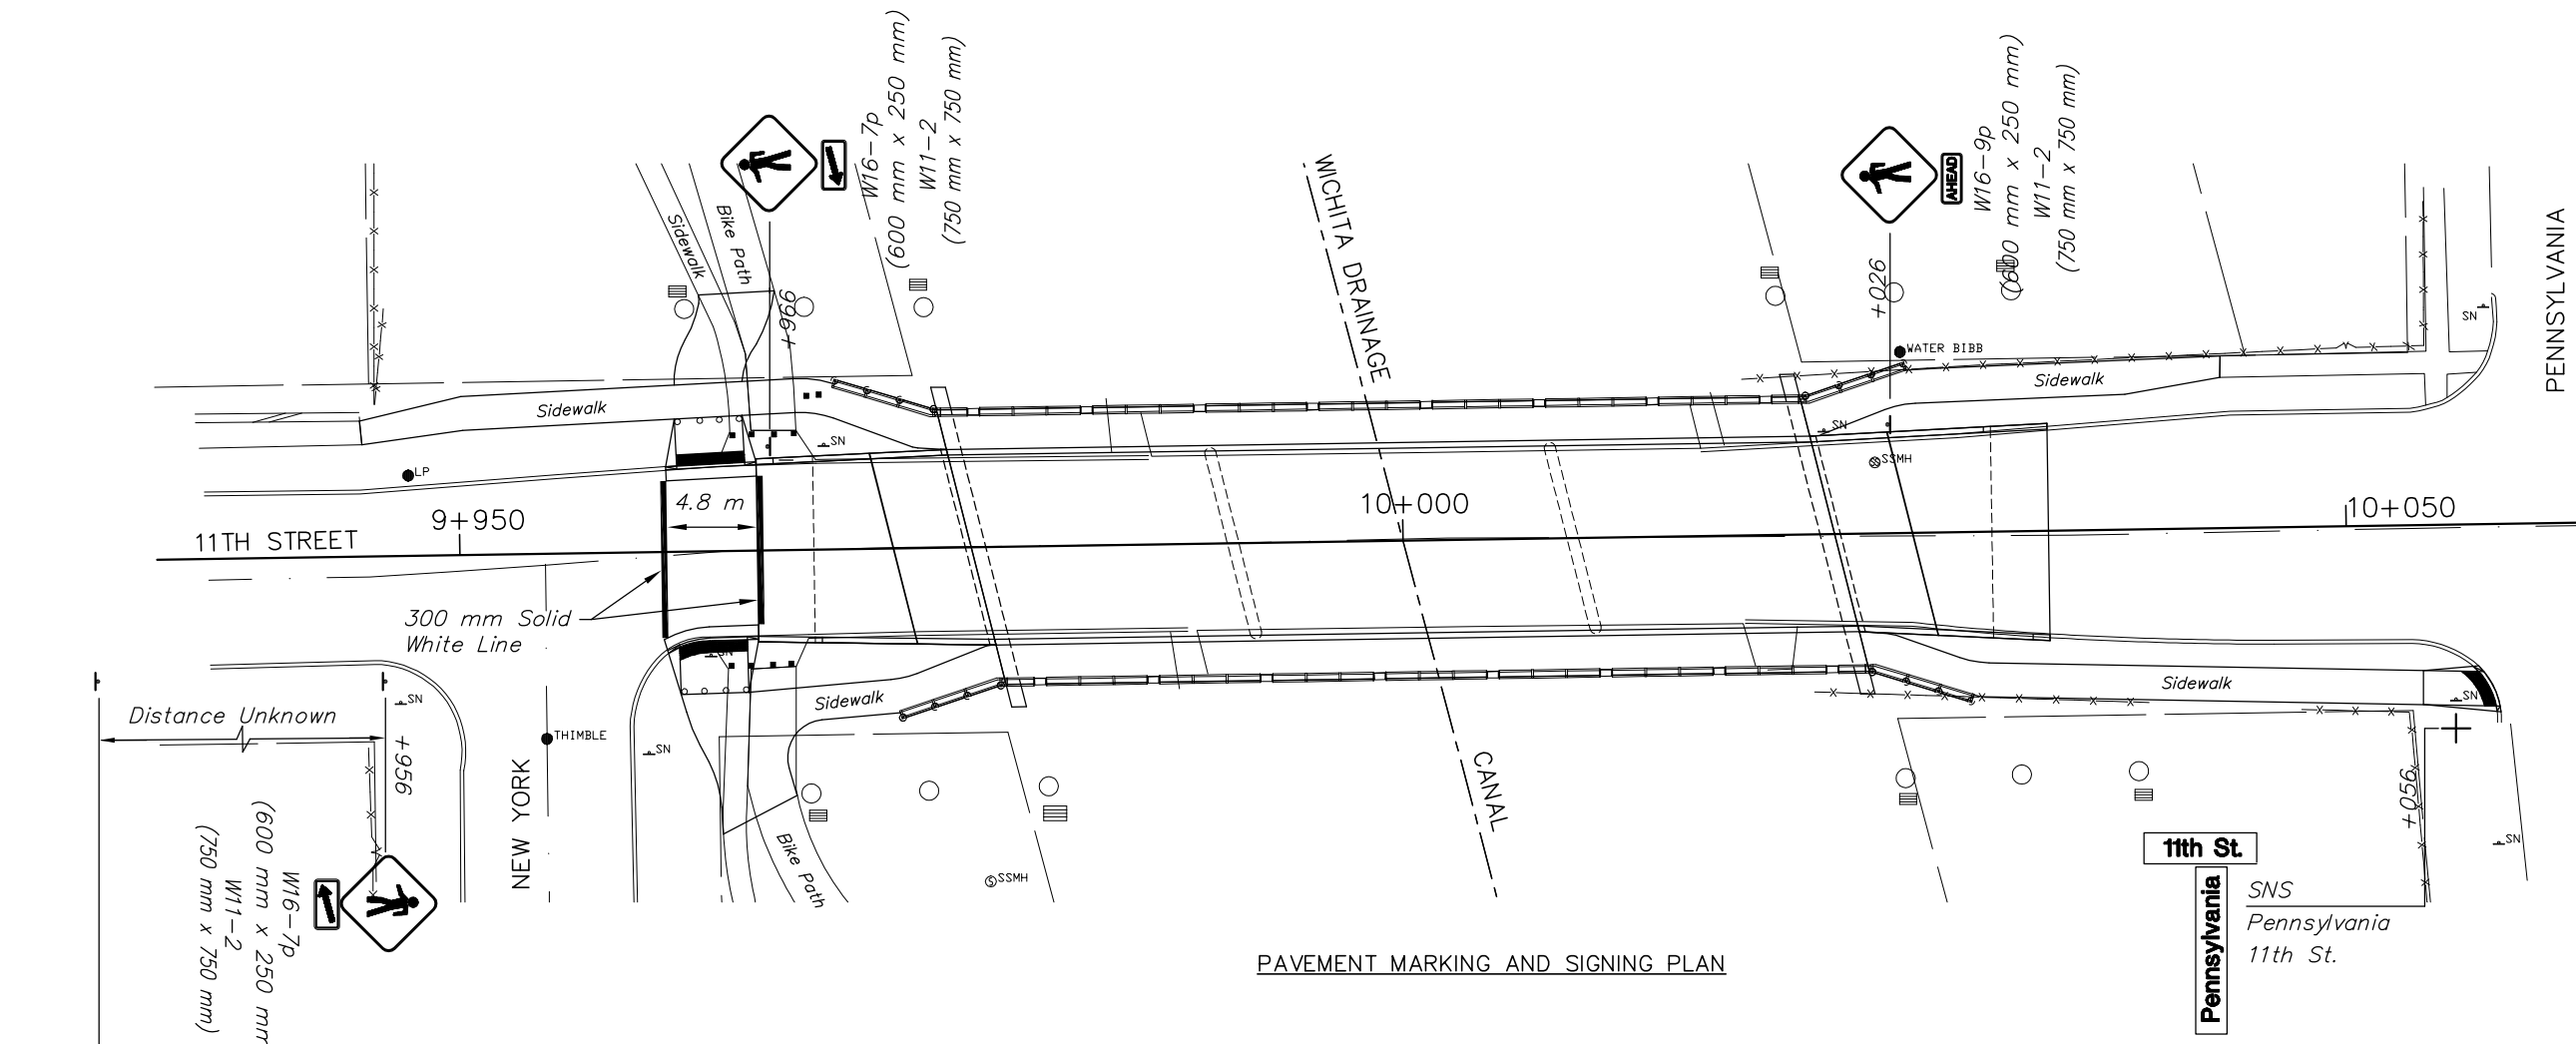 W16-7p
(600 mm x 250 mm)
W11-2
(750 mm x 750 mm)
AHEAD
W16-9p
(600 mm x 250 mm)
W11-2
(750 mm x 750 mm)
PENNSYLVANIA
Sidewalk
Bike Path
+966
WICHITA DRAINAGE
+026
WATER BIBB
SN
Sidewalk
Sidewalk
SN
SN
LP
SSMH
4.8 m
9+950
10+000
10+050
11TH STREET
300 mm Solid
White Line
SN
SN
Sidewalk
Sidewalk
SN
Distance Unknown
+956
THIMBLE
SN
NEW YORK
CANAL
+056
SN
Bike Path
SSMH
S
W16-7p
(600 mm x 250 mm
W11-2
(750 mm x 750 mm)
11th St.
Pennsylvania
SNS
Pennsylvania
11th St.
PAVEMENT MARKING AND SIGNING PLAN